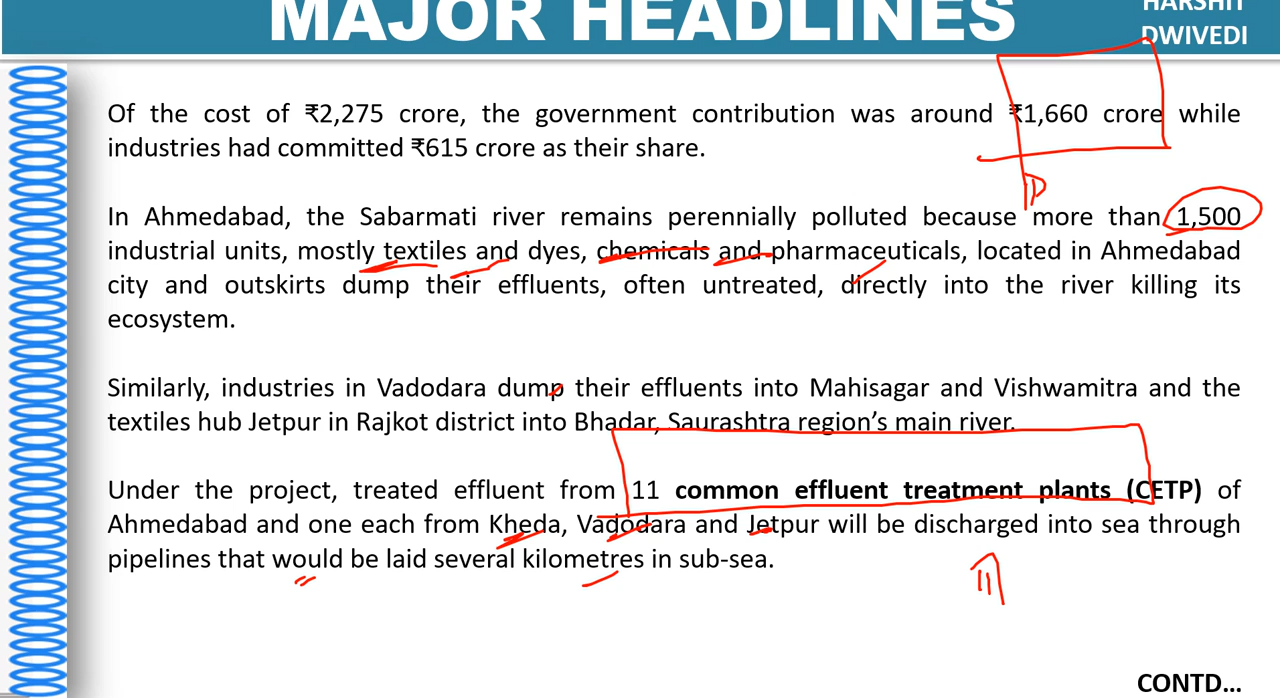 MAJOR HEADLINES
HARSHIT
DWIVEDI
Of the cost of ₹2,275 crore, the government contribution was around ₹1,660 crore while
industries had committed ₹615 crore as their share.
In Ahmedabad, the Sabarmati river remains perennially polluted because more than 1,500
industrial units, mostly textiles and dyes, chemicals and pharmaceuticals, located in Ahmedabad
city and outskirts dump their effluents, often untreated, directly into the river killing its
ecosystem.
Similarly, industries in Vadodara dump their effluents into Mahisagar and Vishwamitra and the
textiles hub Jetpur in Rajkot district into Bhadar, Saurashtra region's main river.
Under the project, treated effluent from 11 common effluent treatment plants (CETP) of
Ahmedabad and one each from Kheda, Vadodara and Jetpur will be discharged into sea through
pipelines that would be laid several kilometres in sub-sea.
CONTD...